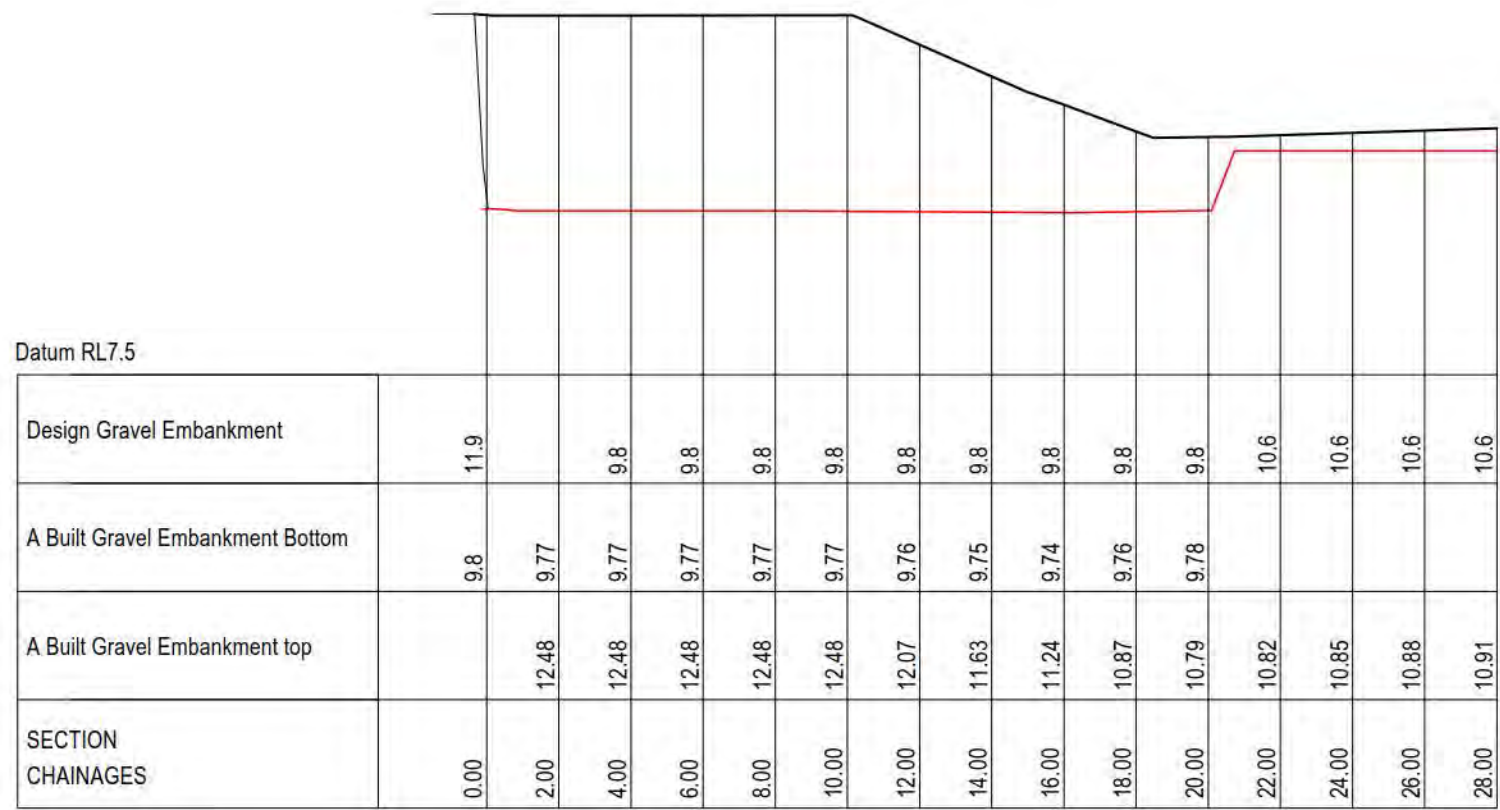 Datum RL7.5
Design Gravel Embankment 11.9 9.8 9.8 9.8 9.8 9.8 9.8 9.8 9.8 9.8 10.6 10.6 10.6 10.6
A Built Gravel Embankment Bottom 9.8 9.77 9.77 9.77 9.77 9.77 9.76 9.75 9.74 9.76 9.78
A Built Gravel Embankment top 12.48 12.48 12.48 12.48 12.48 12.07 11.63 11.24 10.87 10.79 10.82 10.85 10.88 10.91
SECTION
CHAINAGES 0.00 2.00 4.00 6.00 8.00 10.00 12.00 14.00 16.00 18.00 20.00 22.00 24.00 26.00 28.00